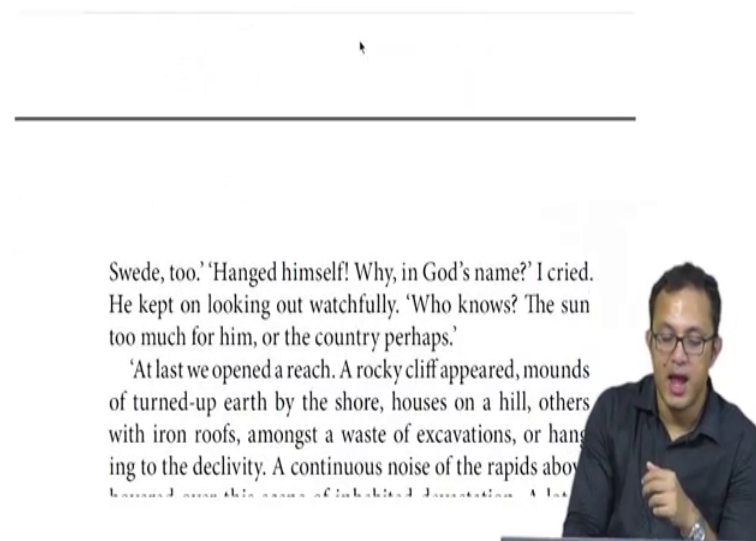 Swede, too.’ ‘Hanged himself! Why, in God’s name?’ I cried.
He kept on looking out watchfully. ‘Who knows? The sun
too much for him, or the country perhaps.’
‘At last we opened a reach. A rocky cliff appeared, mounds
of turned-up earth by the shore, houses on a hill, others
with iron roofs, amongst a waste of excavations, or hang
ing to the declivity. A continuous noise of the rapids abov